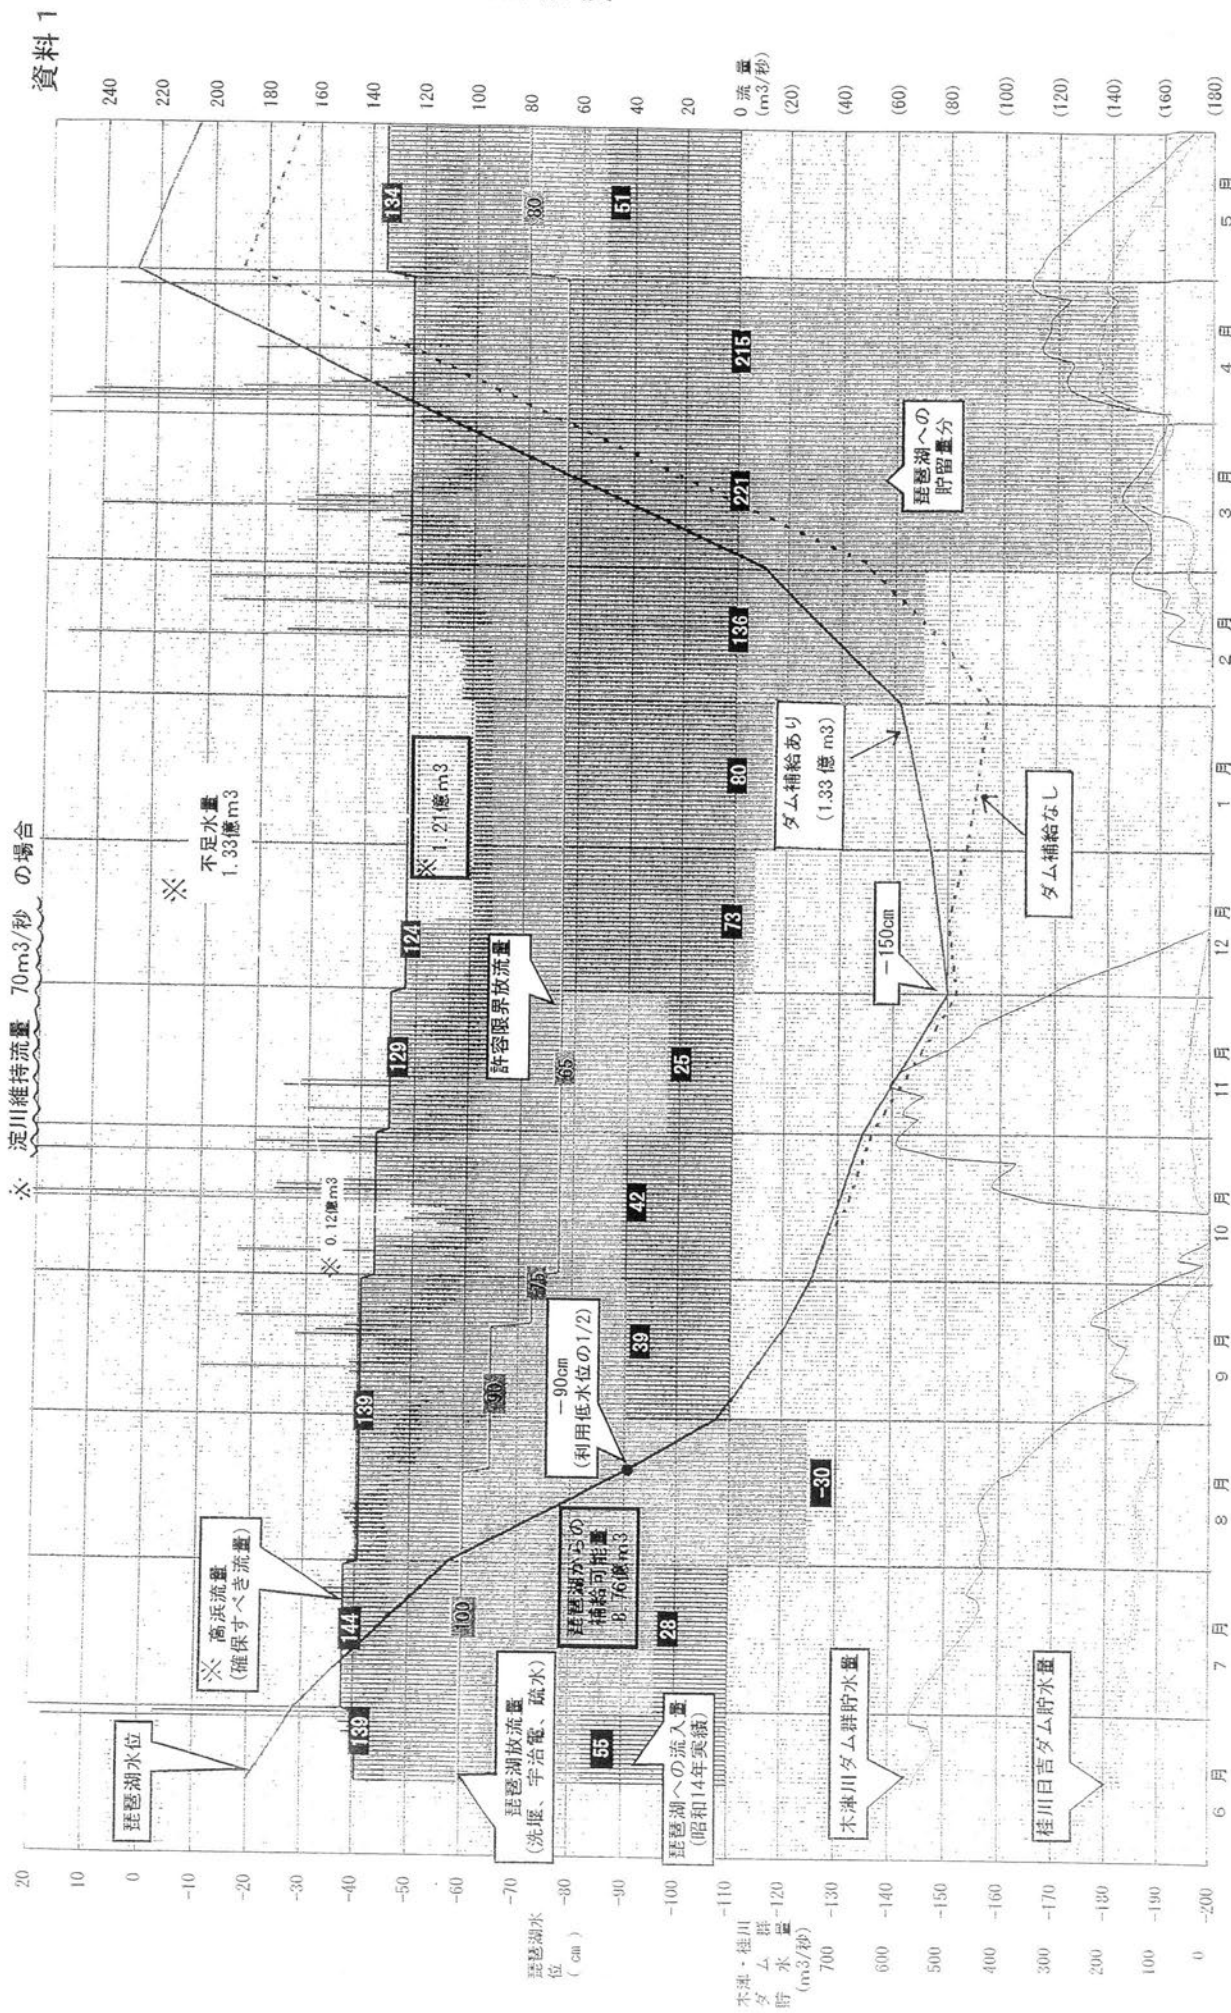 資料1
※ 淀川維持流量 70m3/秒 の場合
※ 不足水量
1.33億m3
※ 高浜流量
(確保すべき流量)
※ 0.12億m3
※ 1.21億m3
琵琶湖水位
139
144
139
129
124
134
100
90
75
65
80
許容限界放流量
琵琶湖放流量
(洗堰、宇治電、疏水)
琵琶湖からの
補給可能量
8.76億m3
-90cm
(利用低水位の1/2)
琵琶湖への流入量
(昭和14年実績)
55
28
-30
39
42
25
73
80
136
221
215
51
-150cm
ダム補給あり
(1.33億m3)
ダム補給なし
琵琶湖への
貯留量分
木津川ダム群貯水量
桂川日吉ダム貯水量
20
0
-10
-20
-30
-40
-50
-60
-70
-80
-90
-100
-110
-120
-130
-140
-150
-160
-170
-180
-190
-200
琵琶湖水
位
(cm)
木津・桂川
ダム群
貯水量
(m3/秒)
700
600
500
400
300
200
100
0
240
220
200
180
160
140
120
100
80
60
40
20
0 流量
(m3/秒)
(20)
(40)
(60)
(80)
(100)
(120)
(140)
(160)
(180)
6月
7月
8月
9月
10月
11月
12月
1月
2月
3月
4月
5月